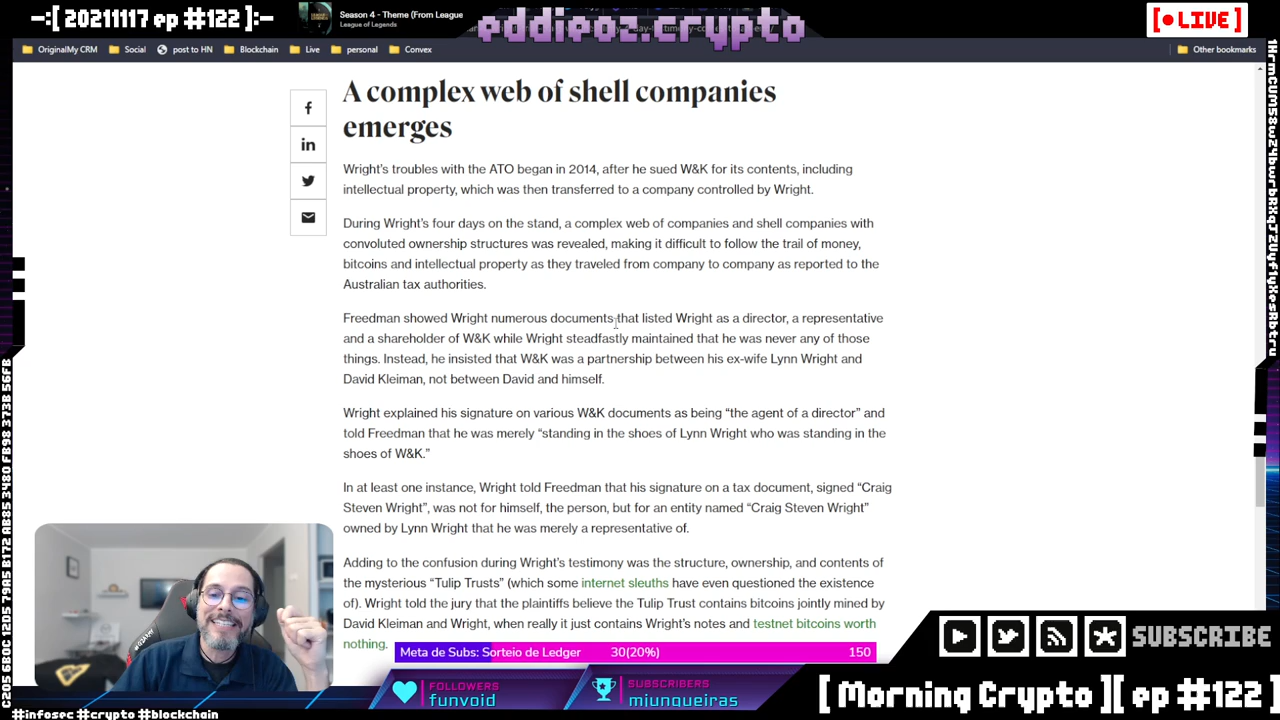 -:[ 20211117 ep #122 ]:-
Season 4 - Theme (From League
League of Legends
eddieoz.crypto
[● LIVE ]
OriginalMy CRM
Social
post to HN
Blockchain
Live
personal
Convex
Other bookmarks
A complex web of shell companies
emerges
Wright's troubles with the ATO began in 2014, after he sued W&K for its contents, including
intellectual property, which was then transferred to a company controlled by Wright.
During Wright's four days on the stand, a complex web of companies and shell companies with
convoluted ownership structures was revealed, making it difficult to follow the trail of money,
bitcoins and intellectual property as they traveled from company to company as reported to the
Australian tax authorities.
Freedman showed Wright numerous documents that listed Wright as a director, a representative
and a shareholder of W&K while Wright steadfastly maintained that he was never any of those
things. Instead, he insisted that W&K was a partnership between his ex-wife Lynn Wright and
David Kleiman, not between David and himself.
Wright explained his signature on various W&K documents as being “the agent of a director” and
told Freedman that he was merely “standing in the shoes of Lynn Wright who was standing in the
shoes of W&K.”
In at least one instance, Wright told Freedman that his signature on a tax document, signed “Craig
Steven Wright”, was not for himself, the person, but for an entity named “Craig Steven Wright”
owned by Lynn Wright that he was merely a representative of.
Adding to the confusion during Wright's testimony was the structure, ownership, and contents of
the mysterious “Tulip Trusts” (which some internet sleuths have even questioned the existence
of). Wright told the jury that the plaintiffs believe the Tulip Trust contains bitcoins jointly mined by
David Kleiman and Wright, when really it just contains Wright's notes and testnet bitcoins worth
nothing.
Meta de Subs: Sorteio de Ledger 30(20%) 150
FOLLOWERS
funvoid
SUBSCRIBERS
mjunqueiras
SUBSCRIBE
[ Morning Crypto ][ ep #122 ]
#infosec #crypto #blockchain